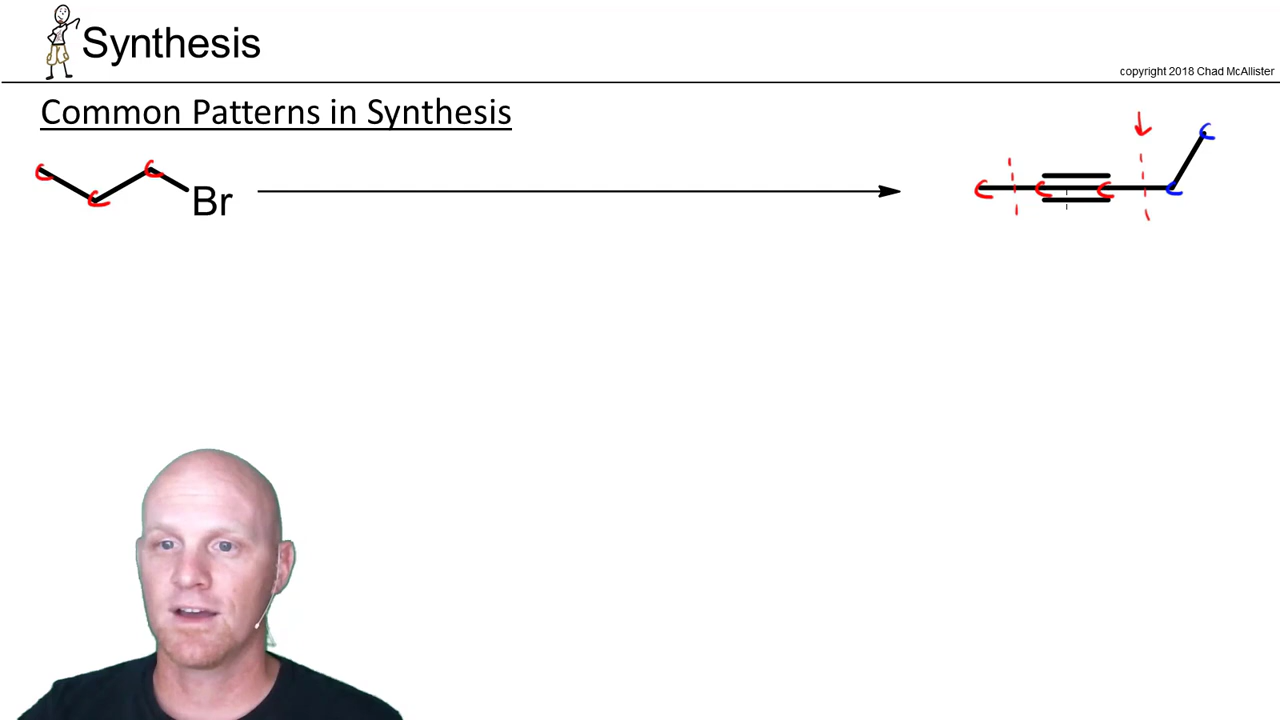 Synthesis
copyright 2018 Chad McAllister
Common Patterns in Synthesis
Br